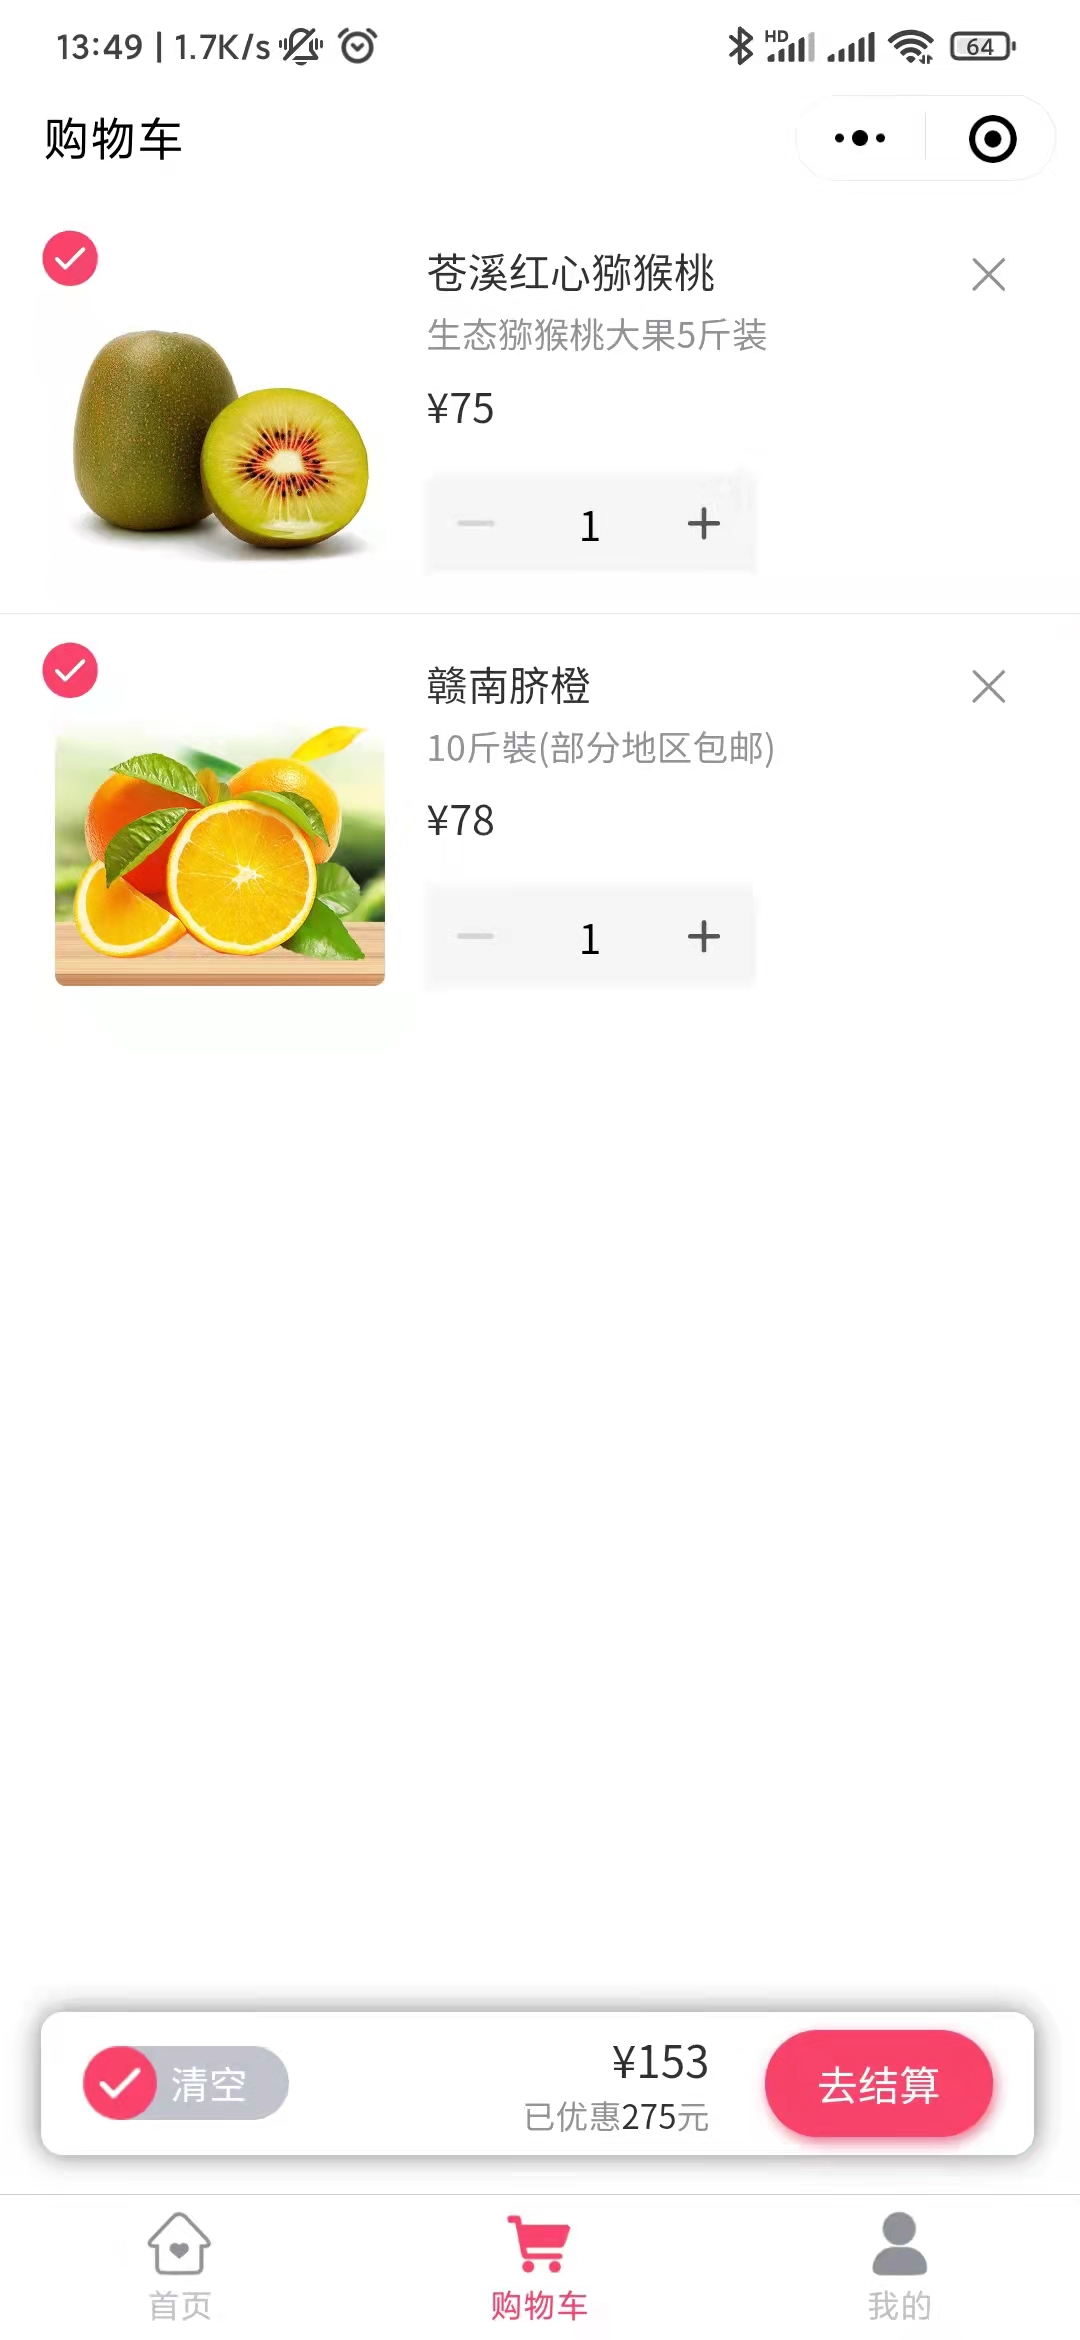 13:49 | 1.7K/s HD 64
购物车
苍溪红心猕猴桃
生态猕猴桃大果5斤装
¥75
1
赣南脐橙
10斤裝(部分地区包邮)
¥78
1
清空
¥153
已优惠275元
去结算
首页
购物车
我的